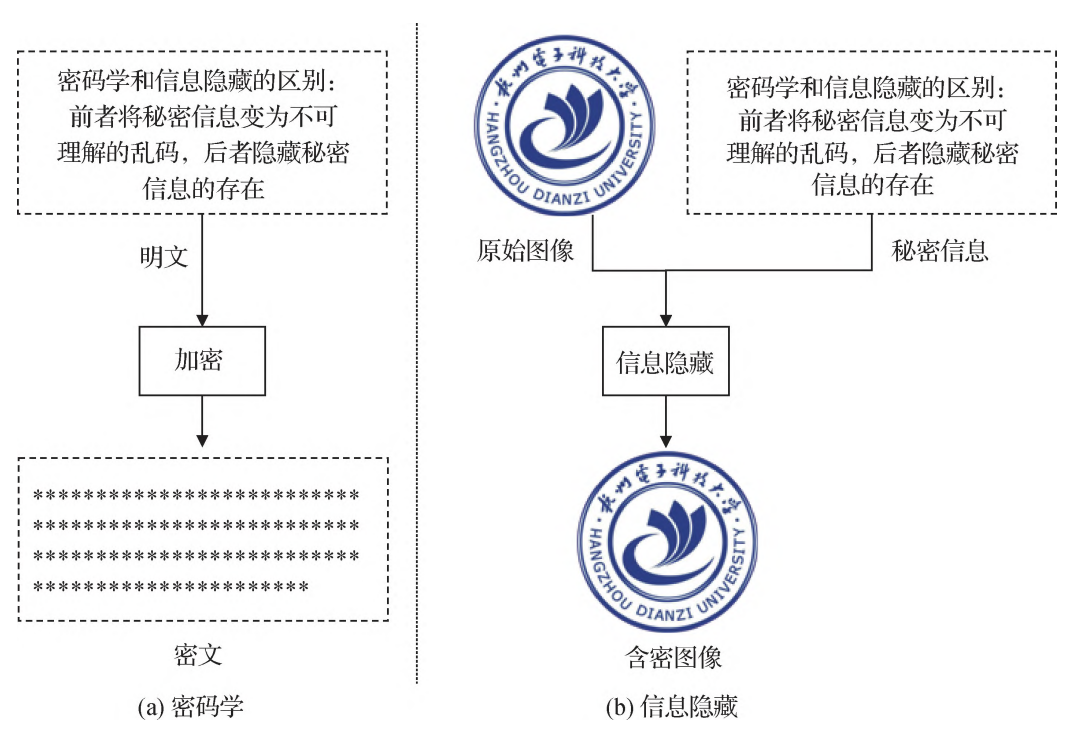 密码学和信息隐藏的区别：
前者将秘密信息变为不可
理解的乱码，后者隐藏秘密
信息的存在
明文
加密
**************************
**************************
**************************
**********************
密文
(a) 密码学
杭州电子科技大学
HANGZHOU DIANZI UNIVERSITY
原始图像
密码学和信息隐藏的区别：
前者将秘密信息变为不可
理解的乱码，后者隐藏秘密
信息的存在
秘密信息
信息隐藏
杭州电子科技大学
HANGZHOU DIANZI UNIVERSITY
含密图像
(b) 信息隐藏